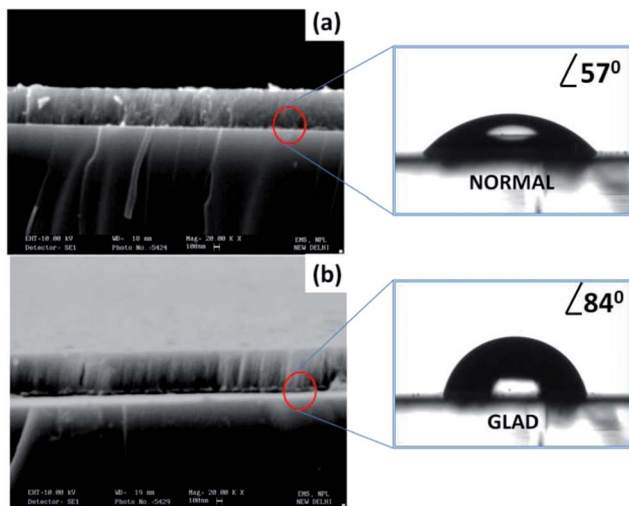 (a)
∠57⁰
NORMAL
EHT=10.00 kV WD= 18 mm Mag= 20.00 K X EMS, NPL
Detector= SE1 Photo No.=5424 100nm NEW DELHI
(b)
∠84⁰
GLAD
EHT=10.00 kV WD= 19 mm Mag= 20.00 K X EMS, NPL
Detector= SE1 Photo No.=5429 100nm NEW DELHI